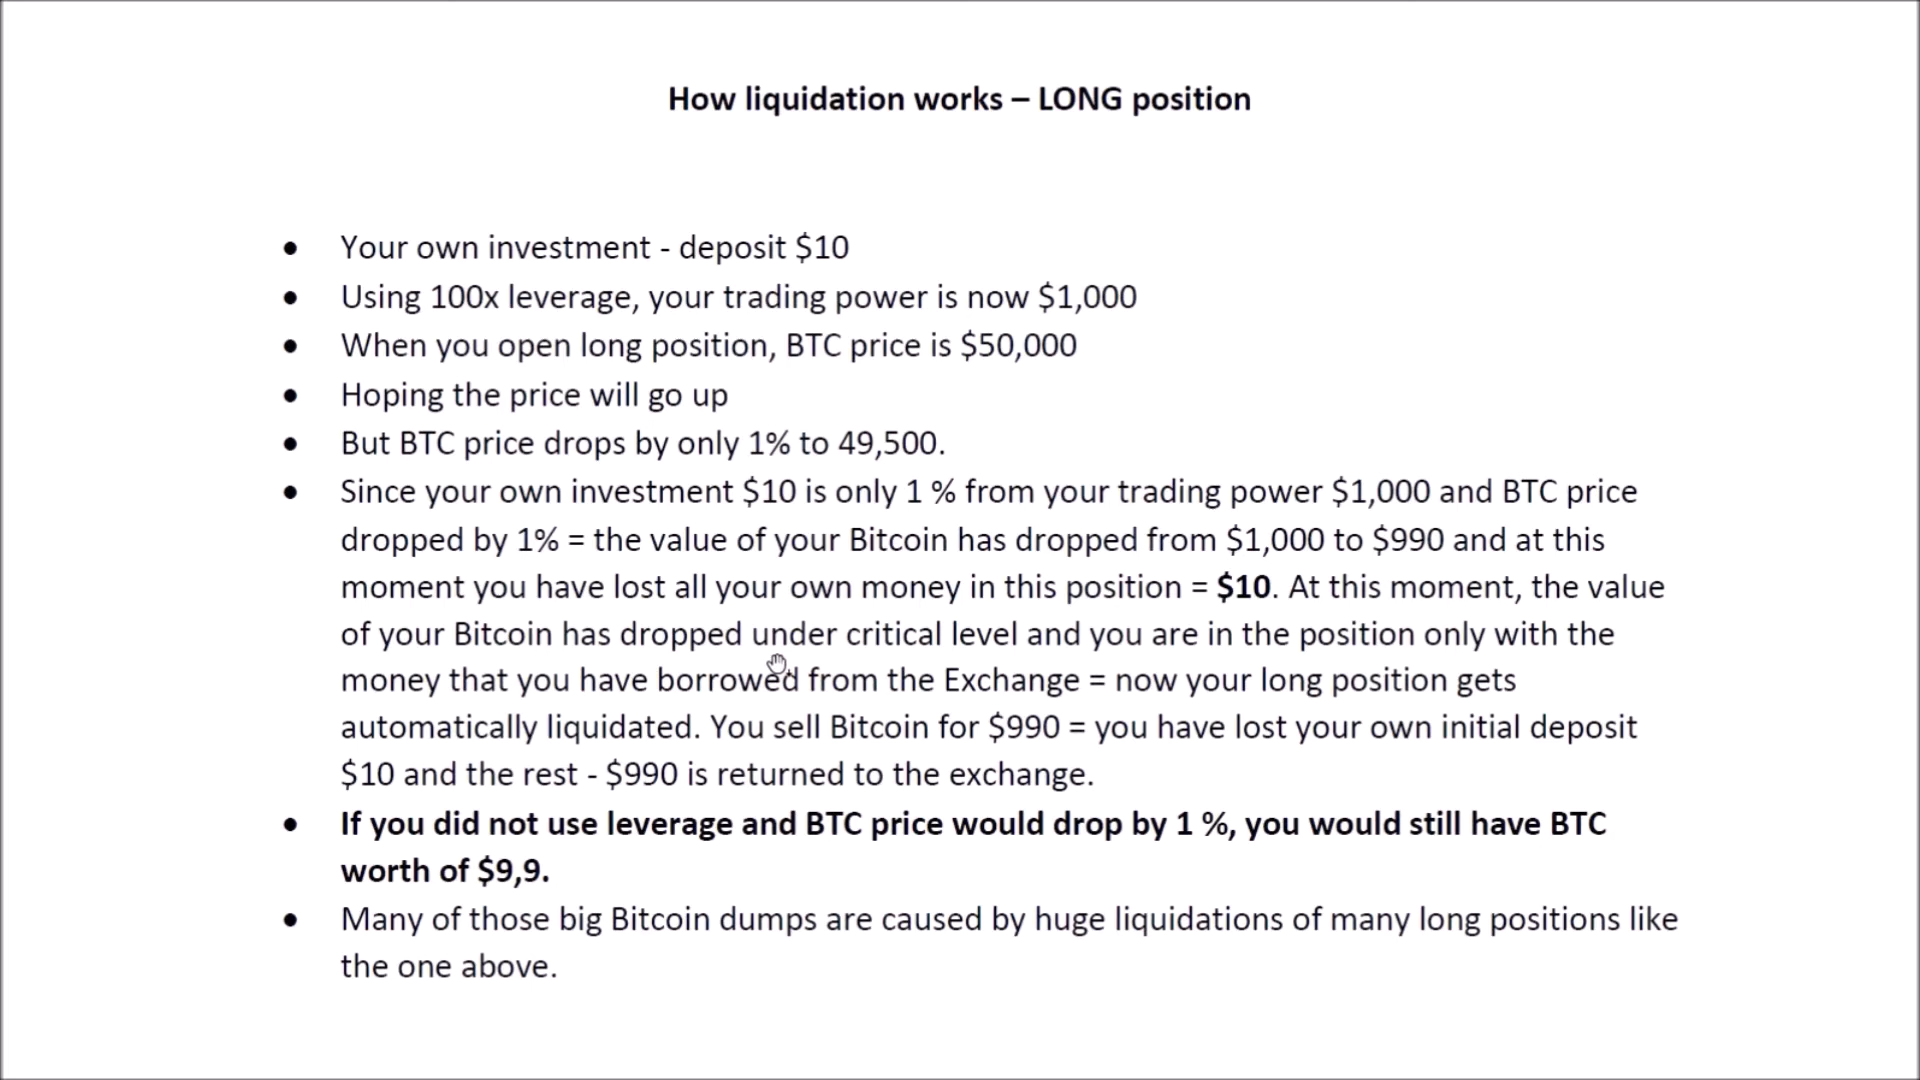 How liquidation works – LONG position
• Your own investment - deposit $10
• Using 100x leverage, your trading power is now $1,000
• When you open long position, BTC price is $50,000
• Hoping the price will go up
• But BTC price drops by only 1% to 49,500.
• Since your own investment $10 is only 1 % from your trading power $1,000 and BTC price
dropped by 1% = the value of your Bitcoin has dropped from $1,000 to $990 and at this
moment you have lost all your own money in this position = $10. At this moment, the value
of your Bitcoin has dropped under critical level and you are in the position only with the
money that you have borrowed from the Exchange = now your long position gets
automatically liquidated. You sell Bitcoin for $990 = you have lost your own initial deposit
$10 and the rest - $990 is returned to the exchange.
• If you did not use leverage and BTC price would drop by 1 %, you would still have BTC
worth of $9,9.
• Many of those big Bitcoin dumps are caused by huge liquidations of many long positions like
the one above.